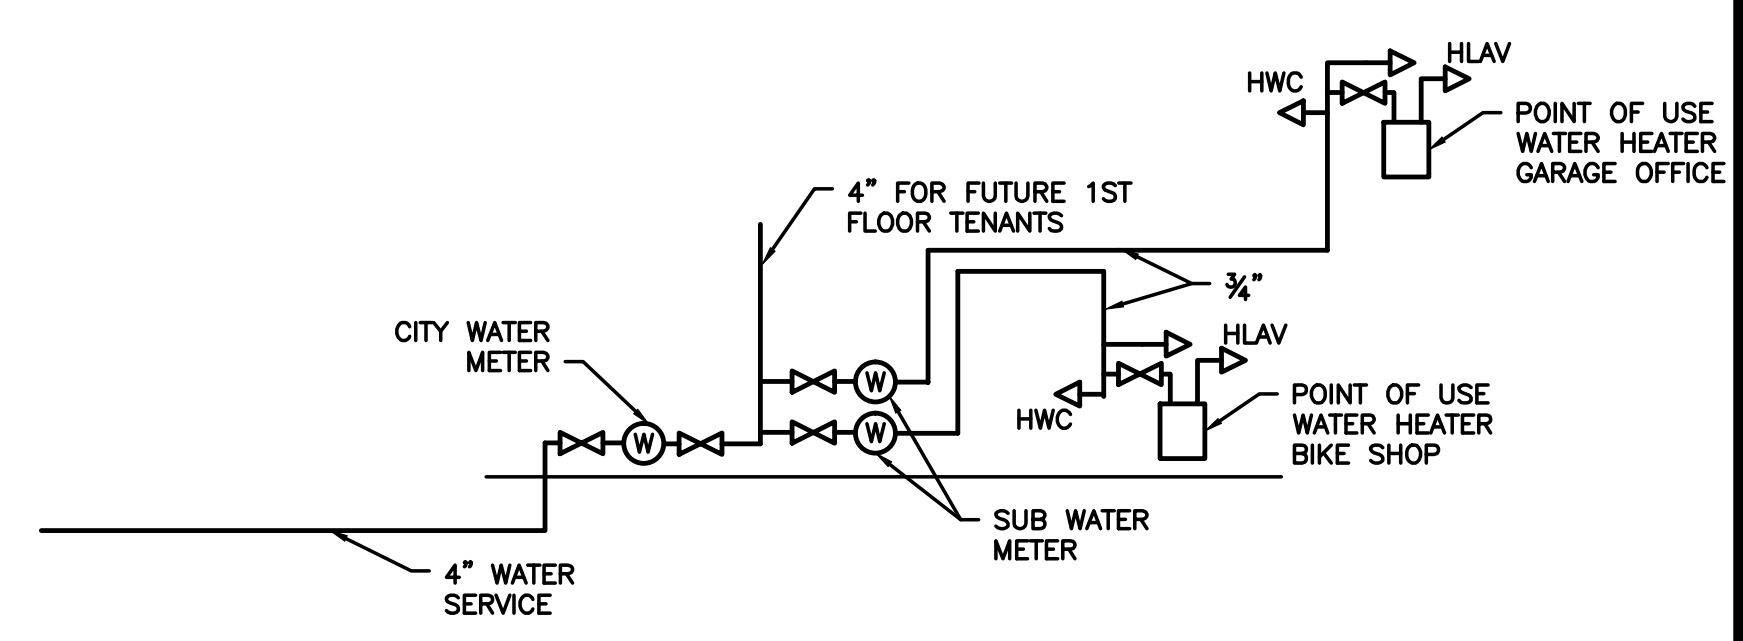 HLAV
HWC
POINT OF USE
WATER HEATER
GARAGE OFFICE
4” FOR FUTURE 1ST
FLOOR TENANTS
¾”
CITY WATER
METER
HLAV
W
HWC
POINT OF USE
WATER HEATER
BIKE SHOP
W
W
SUB WATER
METER
4” WATER
SERVICE